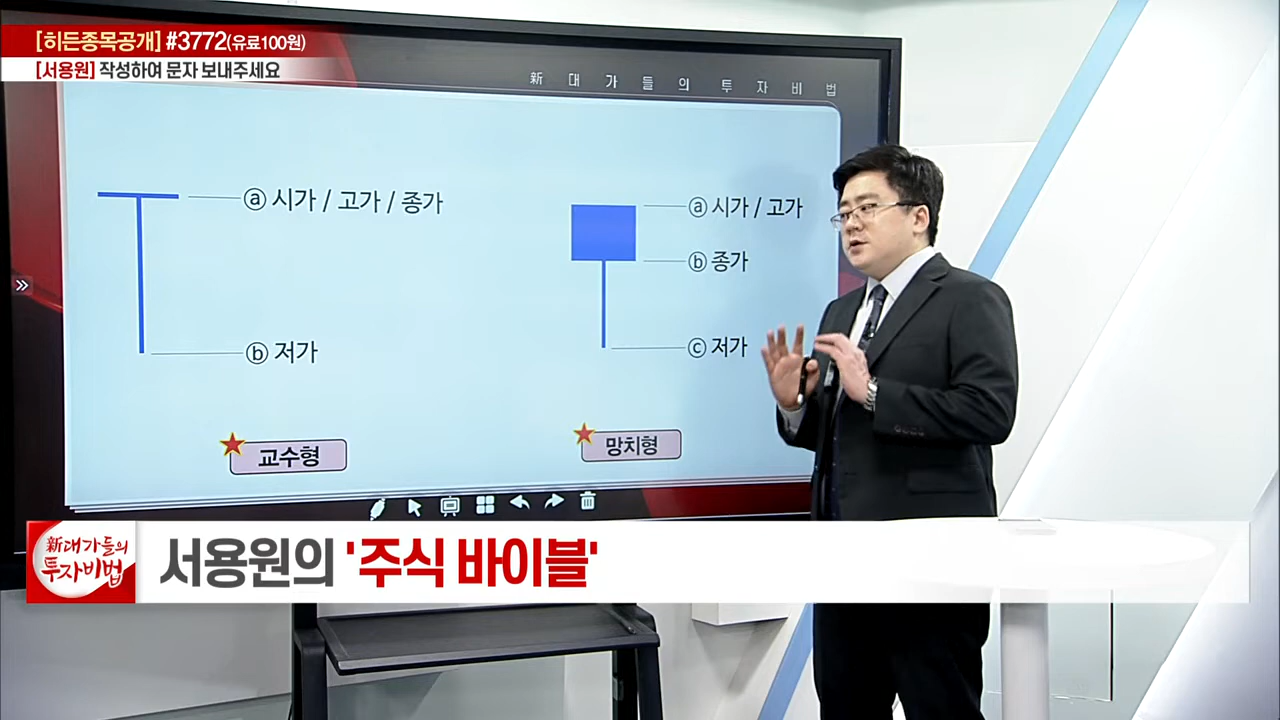 [히든종목공개] #3772(유료100원)
[서용원] 작성하여 문자 보내주세요
新 대 가 들 의 투 자 비 법
ⓐ 시가 / 고가 / 종가
ⓑ 저가
교수형
ⓐ 시가 / 고가
ⓑ 종가
ⓒ 저가
망치형
新대가들의
투자비법
서용원의 '주식 바이블'